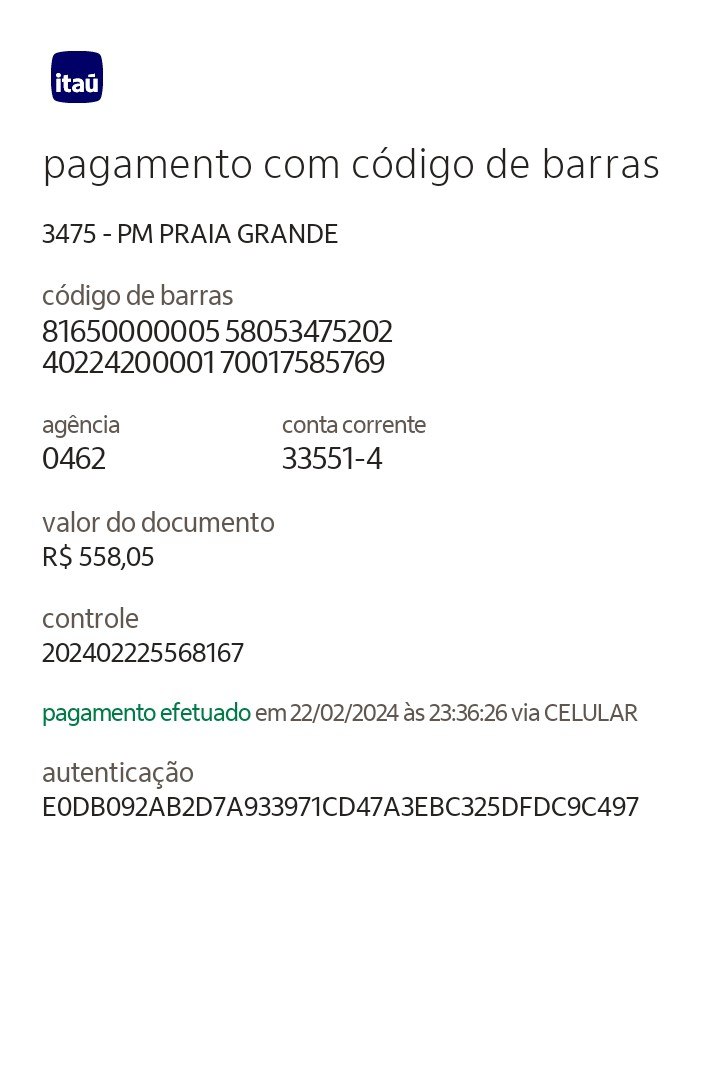 itaú
pagamento com código de barras
3475 - PM PRAIA GRANDE
código de barras
81650000005 58053475202
40224200001 70017585769
agência conta corrente
0462 33551-4
valor do documento
R$ 558,05
controle
202402225568167
pagamento efetuado em 22/02/2024 às 23:36:26 via CELULAR
autenticação
E0DB092AB2D7A933971CD47A3EBC325DFDC9C497